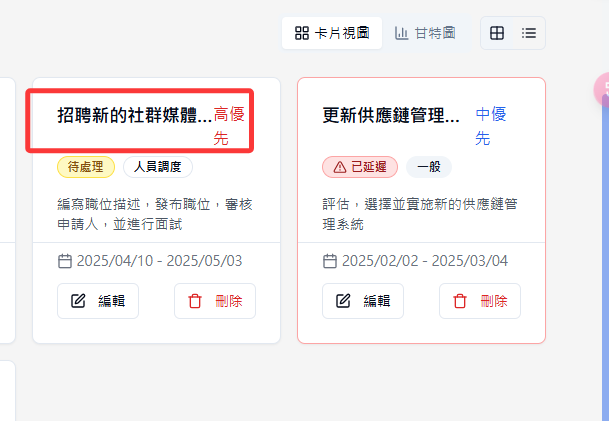 卡片視圖 甘特圖
招聘新的社群媒體... 高優先
待處理 人員調度
編寫職位描述，發布職位，審核
申請人，並進行面試
2025/04/10 - 2025/05/03
編輯 刪除
更新供應鏈管理... 中優先
已延遲 一般
評估，選擇並實施新的供應鏈管
理系統
2025/02/02 - 2025/03/04
編輯 刪除